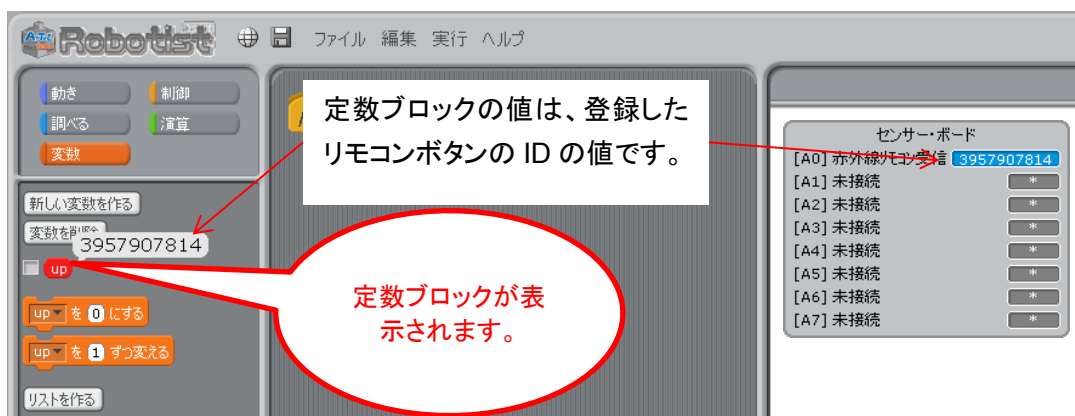 ATC Robotist ファイル 編集 実行 ヘルプ
動き 制御
調べる 演算
変数
新しい変数を作る
3957907814
up
up を 0 にする
up を 1 ずつ変える
リストを作る
定数ブロックの値は、登録した
リモコンボタンの ID の値です。
定数ブロックが表
示されます。
センサー・ボード
[A0] 赤外線リモコン受信 3957907814
[A1] 未接続 *
[A2] 未接続 *
[A3] 未接続 *
[A4] 未接続 *
[A5] 未接続 *
[A6] 未接続 *
[A7] 未接続 *